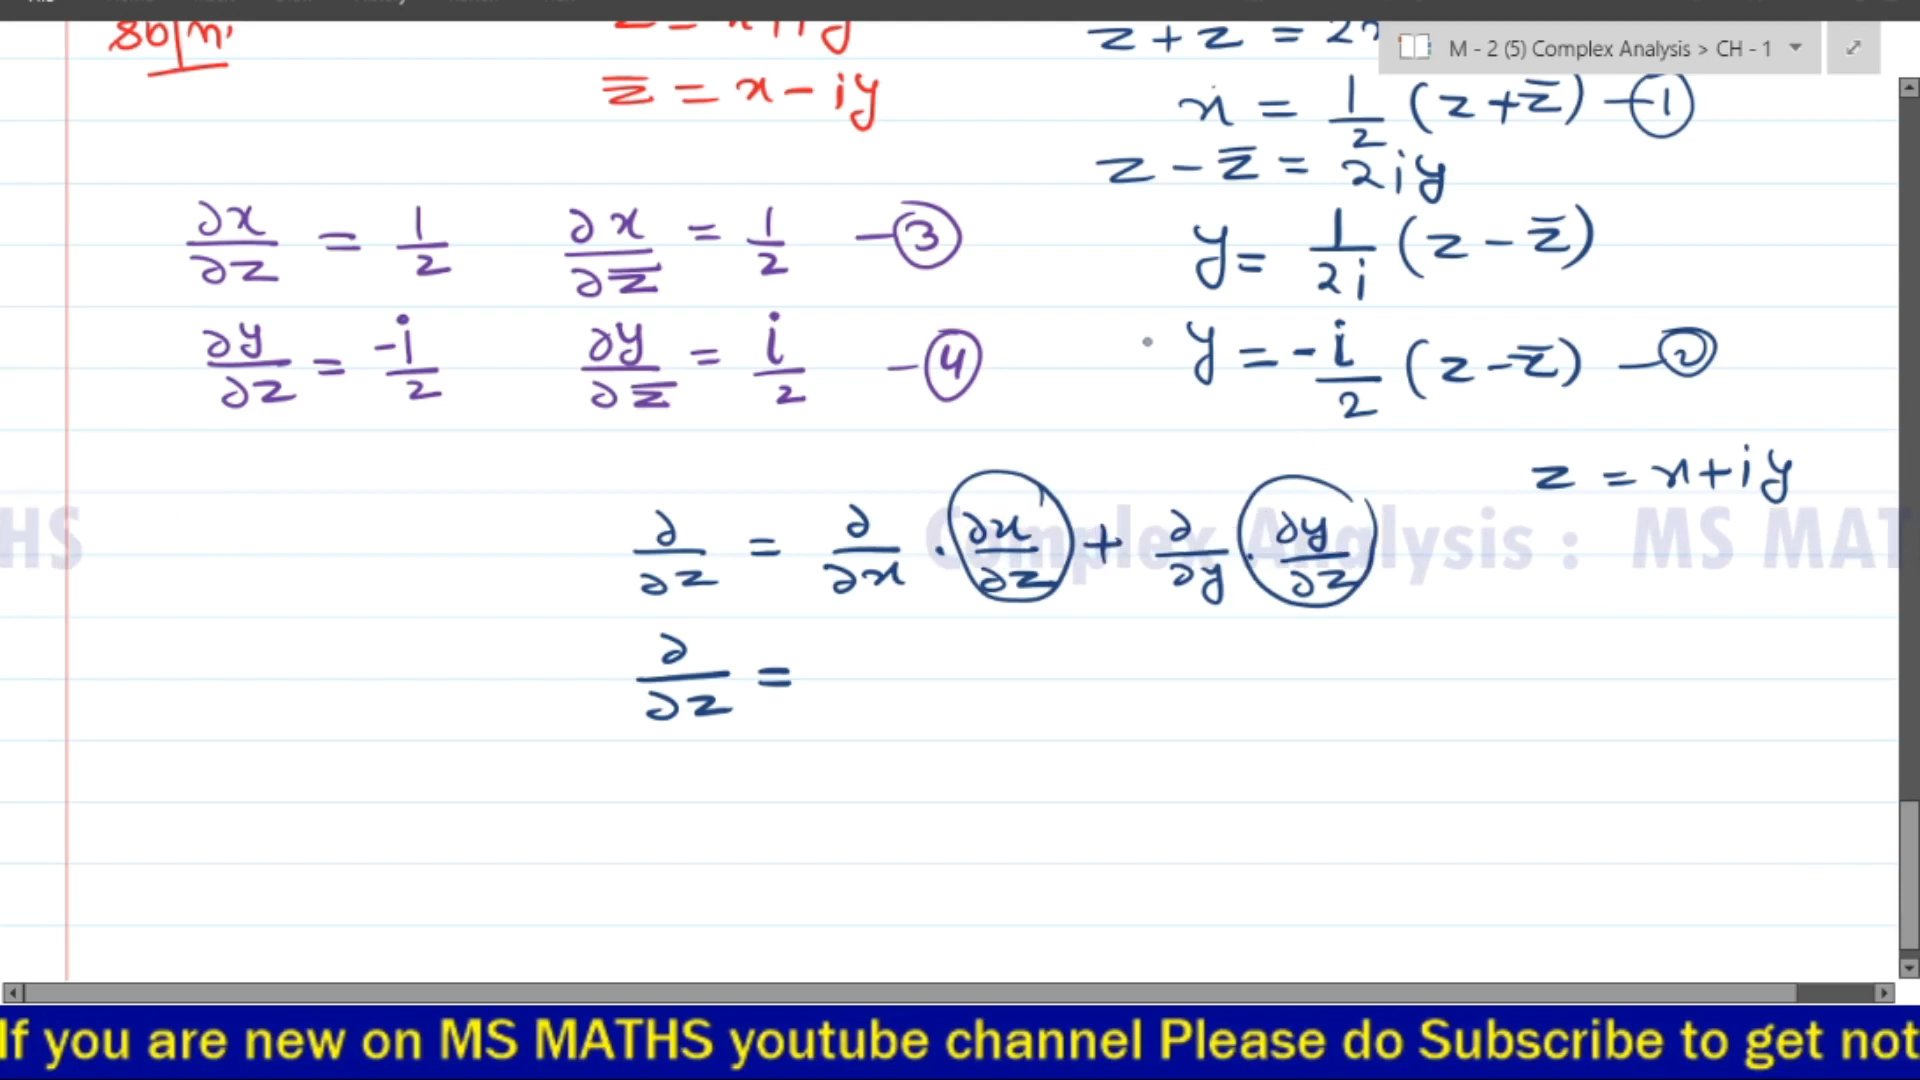 Soln.
z̄ = x - iy
z + z̄ = 2x
M - 2 (5) Complex Analysis > CH - 1
x = 1/2 (z + z̄) —①
z - z̄ = 2iy
∂x/∂z = 1/2   ∂x/∂z̄ = 1/2 —③
y = 1/2i (z - z̄)
∂y/∂z = -i/2   ∂y/∂z̄ = i/2 —④
y = -i/2 (z - z̄) —②
z = x + iy
HS Complex Analysis : MS MAT
∂/∂z = ∂/∂x · ∂x/∂z + ∂/∂y · ∂y/∂z
∂/∂z =
If you are new on MS MATHS youtube channel Please do Subscribe to get not